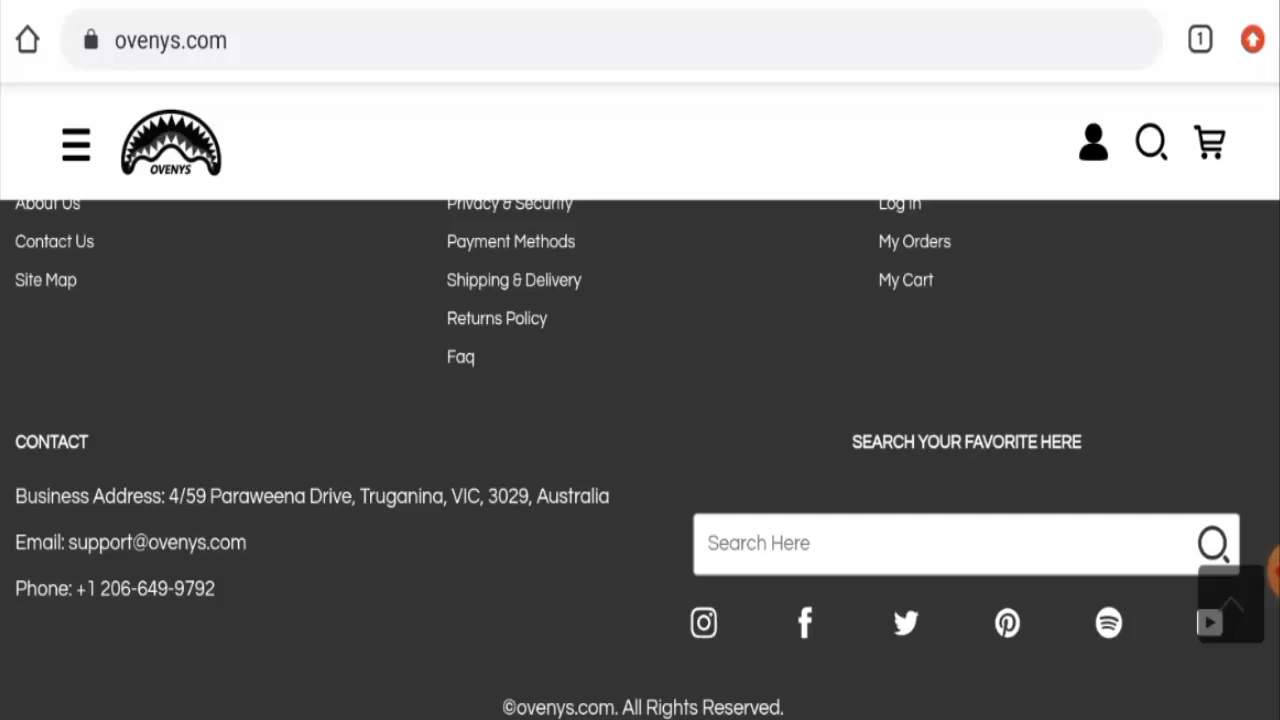 ovenys.com
1
OVENYS
About Us
Privacy & Security
Log In
Contact Us
Payment Methods
My Orders
Site Map
Shipping & Delivery
My Cart
Returns Policy
Faq
CONTACT
SEARCH YOUR FAVORITE HERE
Business Address: 4/59 Paraweena Drive, Truganina, VIC, 3029, Australia
Email: support@ovenys.com
Search Here
Phone: +1 206-649-9792
©ovenys.com. All Rights Reserved.